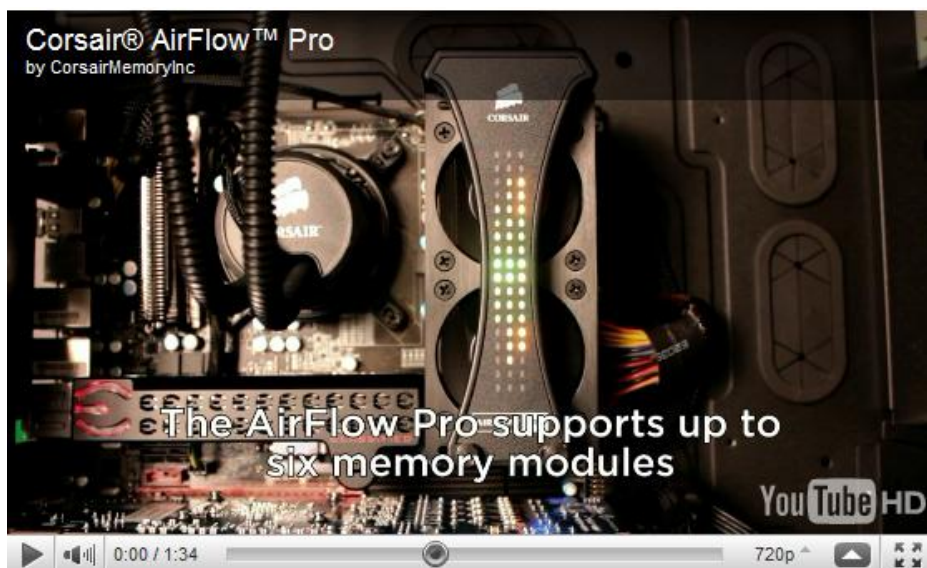 Corsair® AirFlow™ Pro
by CorsairMemoryInc
CORSAIR
RSAIR
The AirFlow Pro supports up to
six memory modules
YouTube HD
0:00 / 1:34
720p